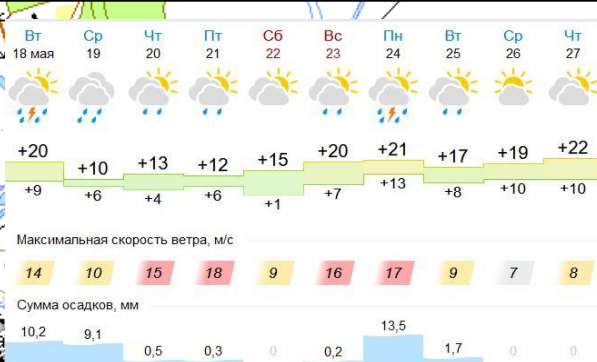 Вт Ср Чт Пт Сб Вс Пн Вт Ср Чт
18 мая 19 20 21 22 23 24 25 26 27
+20 +10 +13 +12 +15 +20 +21 +17 +19 +22
+9 +6 +4 +6 +1 +7 +13 +8 +10 +10
Максимальная скорость ветра, м/с
14 10 15 18 9 16 17 9 7 8
Сумма осадков, мм
10,2 9,1 0,5 0,3 0 0,2 13,5 1,7 0 0